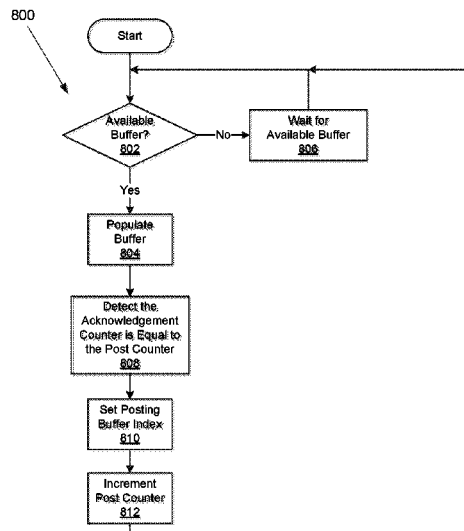 800
Start
Available
Buffer?
802
No
Wait for
Available Buffer
806
Yes
Populate
Buffer
804
Detect the
Acknowledgement
Counter is Equal to
the Post Counter
808
Set Posting
Buffer Index
810
Increment
Post Counter
812